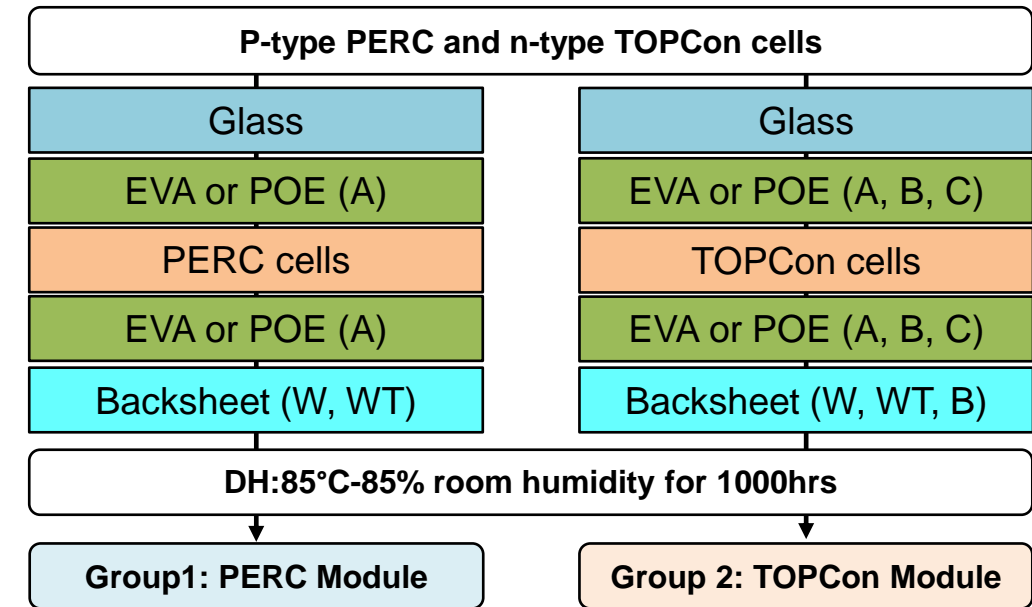 P-type PERC and n-type TOPCon cells
Glass
EVA or POE (A)
PERC cells
EVA or POE (A)
Backsheet (W, WT)
Glass
EVA or POE (A, B, C)
TOPCon cells
EVA or POE (A, B, C)
Backsheet (W, WT, B)
DH:85°C-85% room humidity for 1000hrs
Group1: PERC Module
Group 2: TOPCon Module